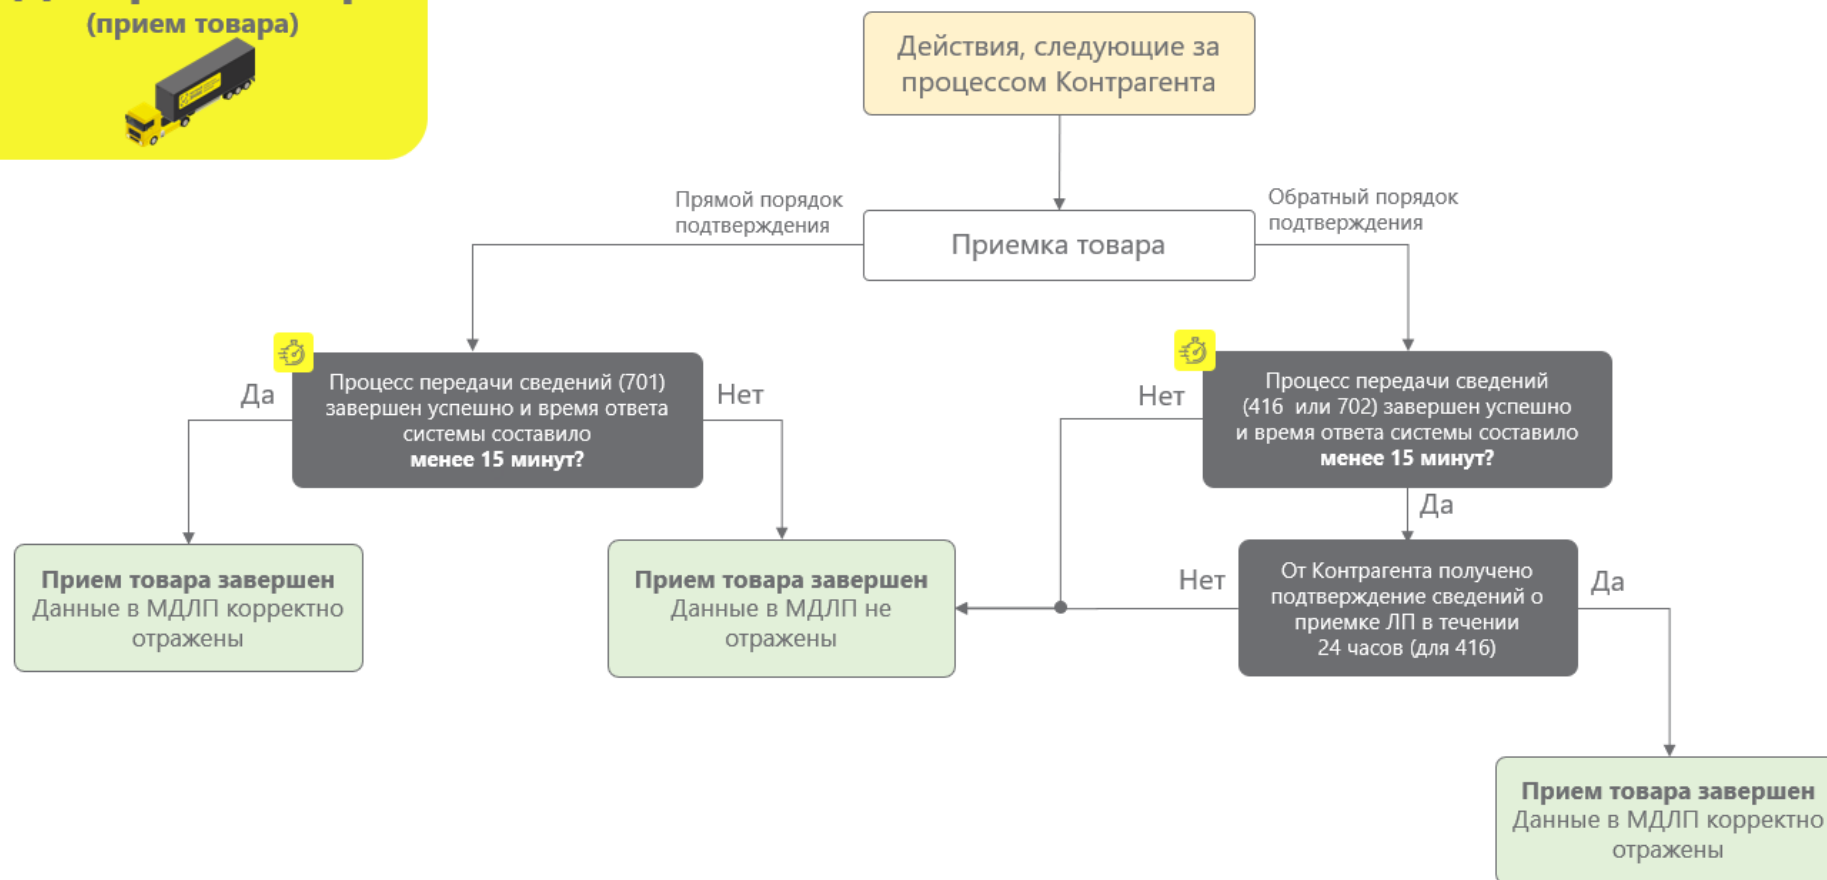 (прием товара)
Действия, следующие за
процессом Контрагента
Прямой порядок
подтверждения
Обратный порядок
подтверждения
Приемка товара
Да
Процесс передачи сведений (701)
завершен успешно и время ответа
системы составило
менее 15 минут?
Нет
Нет
Процесс передачи сведений
(416 или 702) завершен успешно
и время ответа системы составило
менее 15 минут?
Да
Прием товара завершен
Данные в МДЛП корректно
отражены
Прием товара завершен
Данные в МДЛП не
отражены
Нет
От Контрагента получено
подтверждение сведений о
приемке ЛП в течении
24 часов (для 416)
Да
Прием товара завершен
Данные в МДЛП корректно
отражены